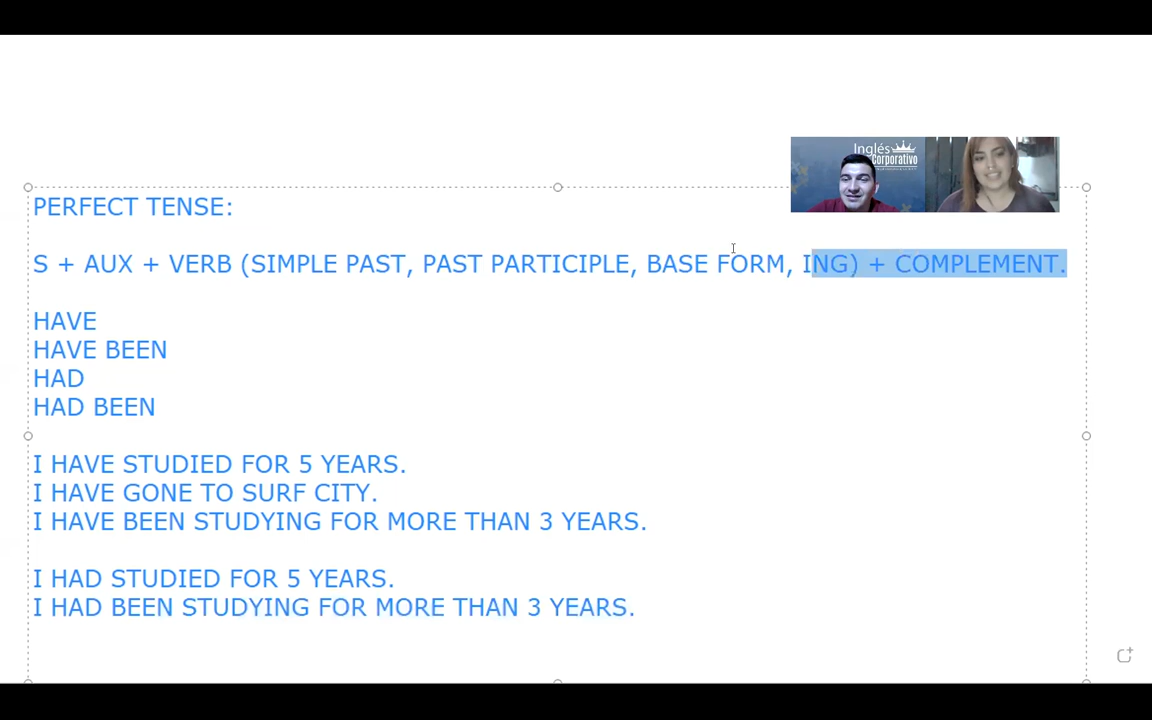 Inglés
Corporativo
PERFECT TENSE:
S + AUX + VERB (SIMPLE PAST, PAST PARTICIPLE, BASE FORM, ING) + COMPLEMENT.
HAVE
HAVE BEEN
HAD
HAD BEEN
I HAVE STUDIED FOR 5 YEARS.
I HAVE GONE TO SURF CITY.
I HAVE BEEN STUDYING FOR MORE THAN 3 YEARS.
I HAD STUDIED FOR 5 YEARS.
I HAD BEEN STUDYING FOR MORE THAN 3 YEARS.